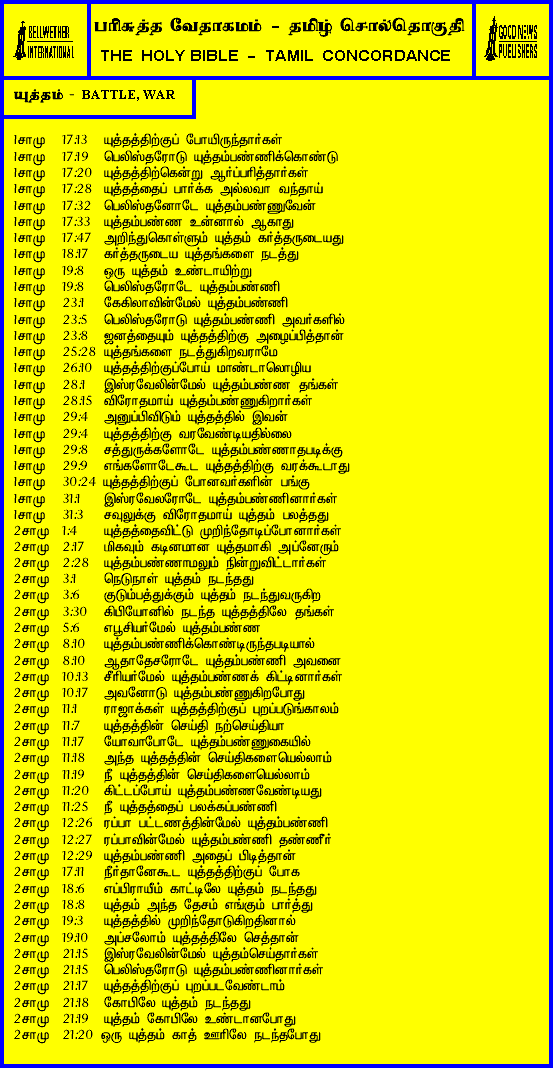 BELLWETHER
INTERNATIONAL
பரிசுத்த வேதாகமம் - தமிழ் சொல்தொகுதி
THE HOLY BIBLE - TAMIL CONCORDANCE
GOOD NEWS
PUBLISHERS
யுத்தம் - BATTLE, WAR
1சாமு 17:13 யுத்தத்திற்குப் போயிருந்தார்கள்
1சாமு 17:19 பெலிஸ்தரோடு யுத்தம்பண்ணிக்கொண்டு
1சாமு 17:20 யுத்தத்திற்கென்று ஆர்ப்பரித்தார்கள்
1சாமு 17:28 யுத்தத்தைப் பார்க்க அல்லவா வந்தாய்
1சாமு 17:32 பெலிஸ்தனோடே யுத்தம்பண்ணுவேன்
1சாமு 17:33 யுத்தம்பண்ண உன்னால் ஆகாது
1சாமு 17:47 அறிந்துகொள்ளும் யுத்தம் கர்த்தருடையது
1சாமு 18:17 கர்த்தருடைய யுத்தங்களை நடத்து
1சாமு 19:8 ஒரு யுத்தம் உண்டாயிற்று
1சாமு 19:8 பெலிஸ்தரோடே யுத்தம்பண்ணி
1சாமு 23:1 கேகிலாவின்மேல் யுத்தம்பண்ணி
1சாமு 23:5 பெலிஸ்தரோடு யுத்தம்பண்ணி அவர்களில்
1சாமு 23:8 ஜனத்தையும் யுத்தத்திற்கு அழைப்பித்தான்
1சாமு 25:28 யுத்தங்களை நடத்துகிறவராமே
1சாமு 26:10 யுத்தத்திற்குப்போய் மாண்டாலொழிய
1சாமு 28:1 இஸ்ரவேலின்மேல் யுத்தம்பண்ண தங்கள்
1சாமு 28:15 விரோதமாய் யுத்தம்பண்ணுகிறார்கள்
1சாமு 29:4 அனுப்பிவிடும் யுத்தத்தில் இவன்
1சாமு 29:4 யுத்தத்திற்கு வரவேண்டியதில்லை
1சாமு 29:8 சத்துருக்களோடே யுத்தம்பண்ணாதபடிக்கு
1சாமு 29:9 எங்களோடேகூட யுத்தத்திற்கு வரக்கூடாது
1சாமு 30:24 யுத்தத்திற்குப் போனவர்களின் பங்கு
1சாமு 31:1 இஸ்ரவேலரோடே யுத்தம்பண்ணினார்கள்
1சாமு 31:3 சவுலுக்கு விரோதமாய் யுத்தம் பலத்தது
2சாமு 1:4 யுத்தத்தைவிட்டு முறிந்தோடிப்போனார்கள்
2சாமு 2:17 மிகவும் கடினமான யுத்தமாகி அப்னேரும்
2சாமு 2:28 யுத்தம்பண்ணாமலும் நின்றுவிட்டார்கள்
2சாமு 3:1 நெடுநாள் யுத்தம் நடந்தது
2சாமு 3:6 குடும்பத்துக்கும் யுத்தம் நடந்துவருகிற
2சாமு 3:30 கிபியோனில் நடந்த யுத்தத்திலே தங்கள்
2சாமு 5:6 எபூசியர்மேல் யுத்தம்பண்ண
2சாமு 8:10 யுத்தம்பண்ணிக்கொண்டிருந்தபடியால்
2சாமு 8:10 ஆதாதேசரோடே யுத்தம்பண்ணி அவனை
2சாமு 10:13 சீரியர்மேல் யுத்தம்பண்ணக் கிட்டினார்கள்
2சாமு 10:17 அவனோடு யுத்தம்பண்ணுகிறபோது
2சாமு 11:1 ராஜாக்கள் யுத்தத்திற்குப் புறப்படுங்காலம்
2சாமு 11:7 யுத்தத்தின் செய்தி நற்செய்தியா
2சாமு 11:17 யோவாபோடே யுத்தம்பண்ணுகையில்
2சாமு 11:18 அந்த யுத்தத்தின் செய்திகளையெல்லாம்
2சாமு 11:19 நீ யுத்தத்தின் செய்திகளையெல்லாம்
2சாமு 11:20 கிட்டப்போய் யுத்தம்பண்ணவேண்டியது
2சாமு 11:25 நீ யுத்தத்தைப் பலக்கப்பண்ணி
2சாமு 12:26 ரப்பா பட்டணத்தின்மேல் யுத்தம்பண்ணி
2சாமு 12:27 ரப்பாவின்மேல் யுத்தம்பண்ணி தண்ணீர்
2சாமு 12:29 யுத்தம்பண்ணி அதைப் பிடித்தான்
2சாமு 17:11 நீர்தானேகூட யுத்தத்திற்குப் போக
2சாமு 18:6 எப்பிராயீம் காட்டிலே யுத்தம் நடந்தது
2சாமு 18:8 யுத்தம் அந்த தேசம் எங்கும் பார்த்து
2சாமு 19:3 யுத்தத்தில் முறிந்தோடுகிறதினால்
2சாமு 19:10 அப்சலோம் யுத்தத்திலே செத்தான்
2சாமு 21:15 இஸ்ரவேலின்மேல் யுத்தம்செய்தார்கள்
2சாமு 21:15 பெலிஸ்தரோடு யுத்தம்பண்ணினார்கள்
2சாமு 21:17 யுத்தத்திற்குப் புறப்படவேண்டாம்
2சாமு 21:18 கோபிலே யுத்தம் நடந்தது
2சாமு 21:19 யுத்தம் கோபிலே உண்டானபோது
2சாமு 21:20 ஒரு யுத்தம் காத் ஊரிலே நடந்தபோது